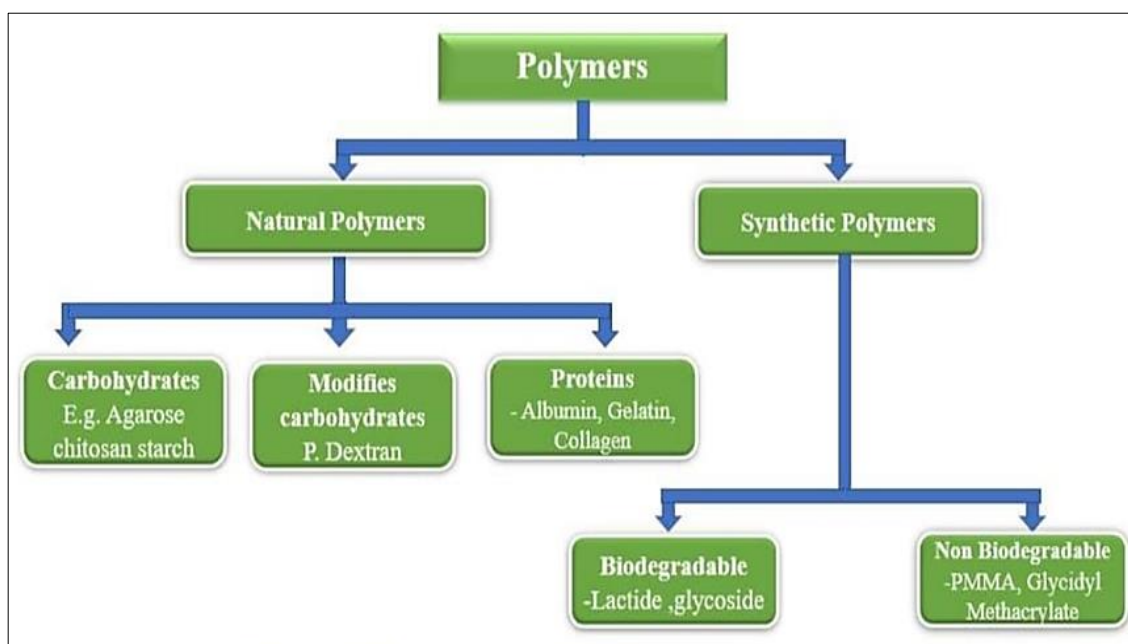 Polymers
Natural Polymers
Synthetic Polymers
Carbohydrates
E.g. Agarose
chitosan starch
Modifies
carbohydrates
P. Dextran
Proteins
- Albumin, Gelatin,
Collagen
Biodegradable
-Lactide ,glycoside
Non Biodegradable
-PMMA, Glycidyl
Methacrylate